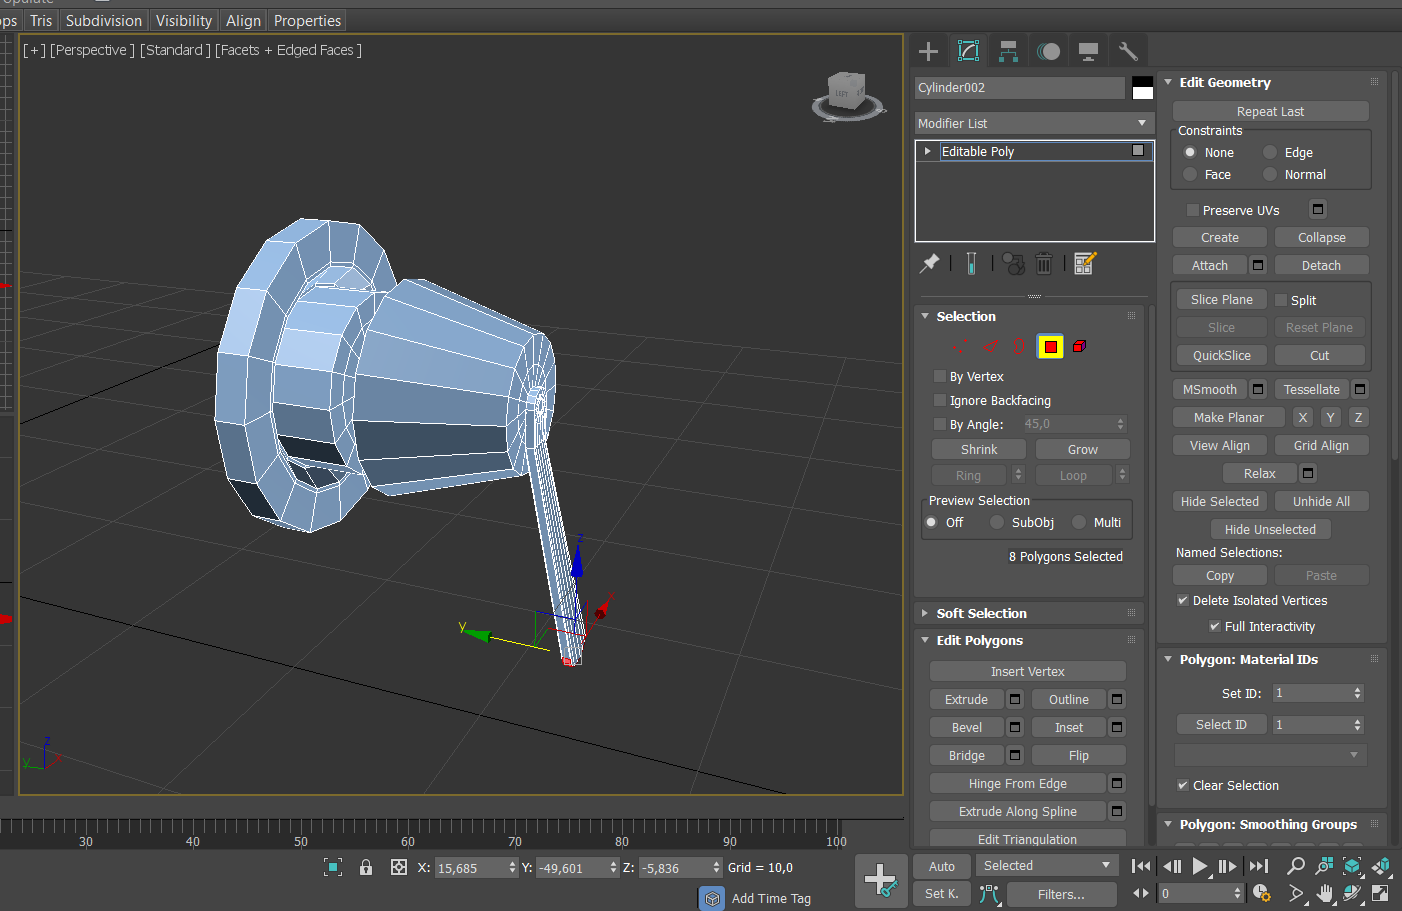 Tris Subdivision Visibility Align Properties
[+] [Perspective ] [Standard ] [Facets + Edged Faces ]
LEFT
Cylinder002
Modifier List
Editable Poly
Selection
By Vertex
Ignore Backfacing
By Angle: 45,0
Shrink Grow
Ring Loop
Preview Selection
Off SubObj Multi
8 Polygons Selected
Soft Selection
Edit Polygons
Insert Vertex
Extrude Outline
Bevel Inset
Bridge Flip
Hinge From Edge
Extrude Along Spline
Edit Triangulation
Edit Geometry
Repeat Last
Constraints
None Edge
Face Normal
Preserve UVs
Create Collapse
Attach Detach
Slice Plane Split
Slice Reset Plane
QuickSlice Cut
MSmooth Tessellate
Make Planar X Y Z
View Align Grid Align
Relax
Hide Selected Unhide All
Hide Unselected
Named Selections:
Copy Paste
Delete Isolated Vertices
Full Interactivity
Polygon: Material IDs
Set ID: 1
Select ID 1
Clear Selection
Polygon: Smoothing Groups
z
x
y
z
y
30 40 50 60 70 80 90 100
X: 15,685 Y: -49,601 Z: -5,836 Grid = 10,0
Add Time Tag
Auto Selected
Set K. Filters... 0